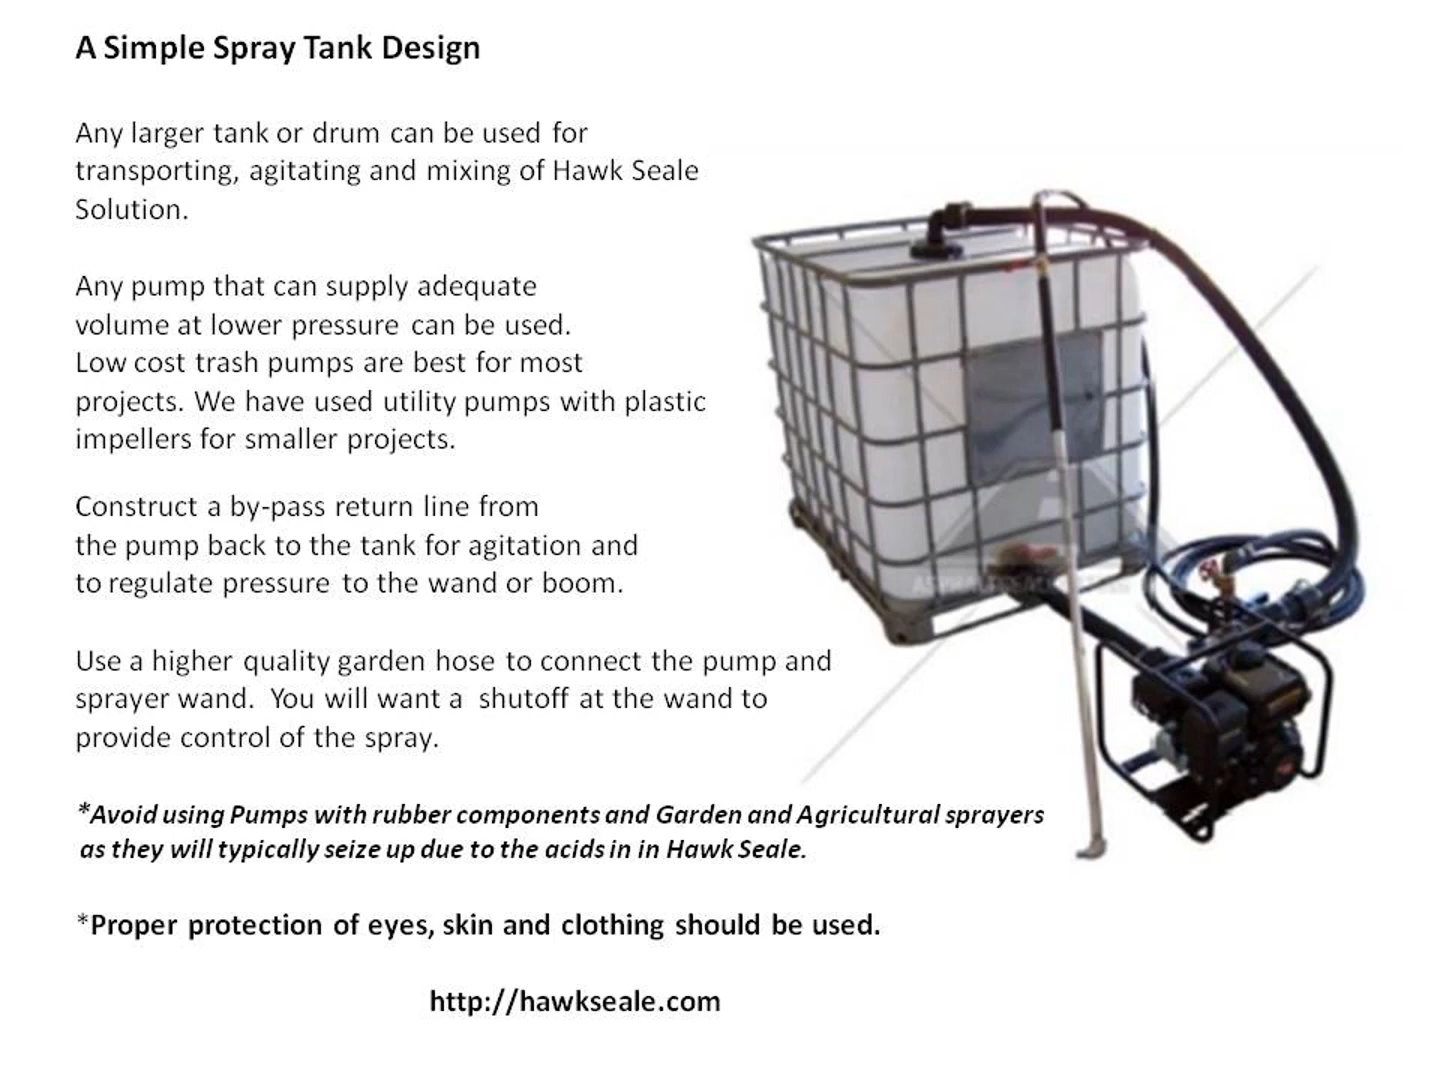 A Simple Spray Tank Design
Any larger tank or drum can be used for
transporting, agitating and mixing of Hawk Seale
Solution.
Any pump that can supply adequate
volume at lower pressure can be used.
Low cost trash pumps are best for most
projects. We have used utility pumps with plastic
impellers for smaller projects.
Construct a by-pass return line from
the pump back to the tank for agitation and
to regulate pressure to the wand or boom.
Use a higher quality garden hose to connect the pump and
sprayer wand. You will want a shutoff at the wand to
provide control of the spray.
*Avoid using Pumps with rubber components and Garden and Agricultural sprayers
as they will typically seize up due to the acids in in Hawk Seale.
*Proper protection of eyes, skin and clothing should be used.
http://hawkseale.com